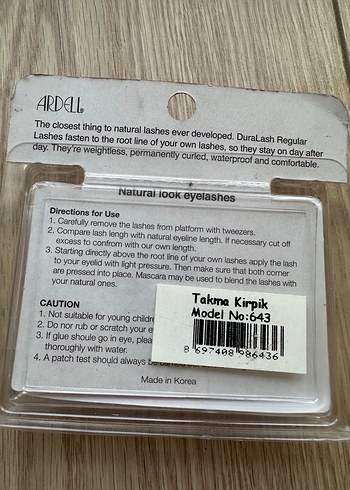 ARDELL
The closest thing to natural lashes ever developed. DuraLash Regular
Lashes fasten to the root line of your own lashes, so they stay on day after
day. They're weightless, permanently curled, waterproof and comfortable.
Natural look eyelashes
Directions for Use
1. Carefully remove the lashes from platform with tweezers.
2. Compare lash lengh with natural eyeline length. If necessary cut off
excess to confrom with our own length.
3. Starting directly above the root line of your own lashes apply the lash
to your eyelid with light pressure. Then make sure that both corner
are pressed into place. Mascara may be used to blend the lashes with
your natural ones.
CAUTION
1. Not suitable for young
2. Do nor rub or scratch your
3. If glue shoule go in eye,
thoroughly with water.
4. A patch test should always
Made in Korea
Takma Kirpik
Model No:643
8 697408 986436